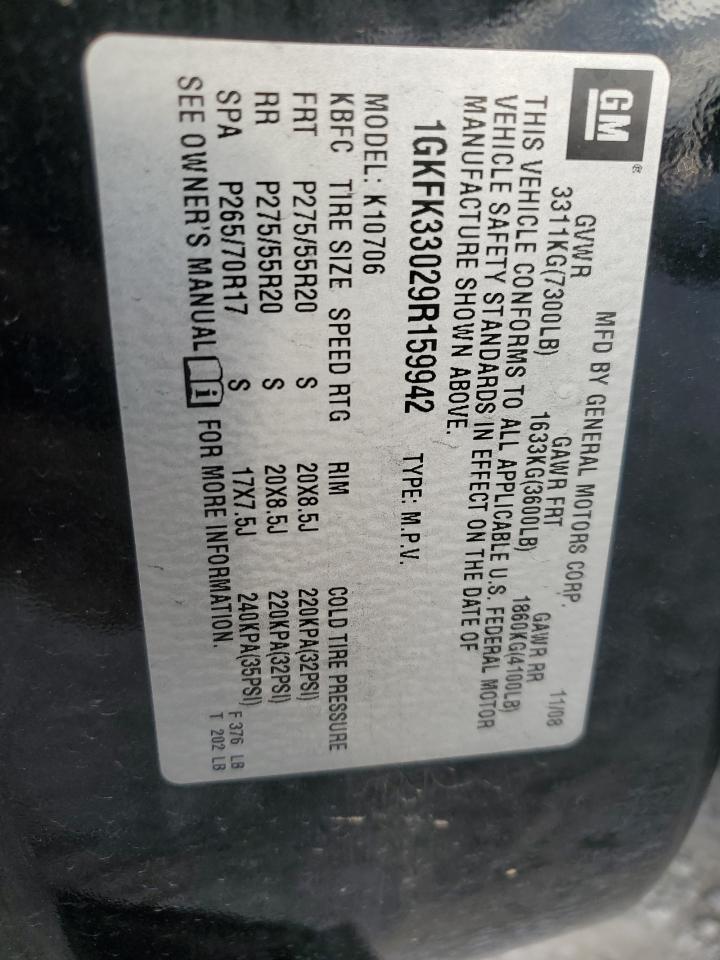 GM®
MFD BY GENERAL MOTORS CORP. 11/08
GVWR GAWR FRT GAWR RR
3311KG(7300LB) 1633KG(3600LB) 1860KG(4100LB)
THIS VEHICLE CONFORMS TO ALL APPLICABLE U.S. FEDERAL MOTOR
VEHICLE SAFETY STANDARDS IN EFFECT ON THE DATE OF
MANUFACTURE SHOWN ABOVE.
1GKFK33029R159942 TYPE: M.P.V.
MODEL: K10706
KBFC TIRE SIZE SPEED RTG RIM COLD TIRE PRESSURE
FRT P275/55R20 S 20X8.5J 220KPA(32PSI)
RR P275/55R20 S 20X8.5J 220KPA(32PSI)
SPA P265/70R17 S 17X7.5J 240KPA(35PSI) F 376 LB
SEE OWNER'S MANUAL i FOR MORE INFORMATION. T 202 LB